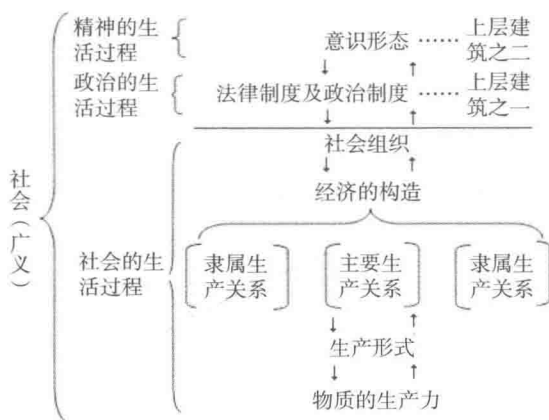 精神的生
活过程
意识形态……上层建
筑之二
政治的生
活过程
法律制度及政治制度……上层建
筑之一
社会组织
经济的构造
社会（广义）
社会的生
活过程
隶属生
产关系
主要生
产关系
隶属生
产关系
生产形式
物质的生产力